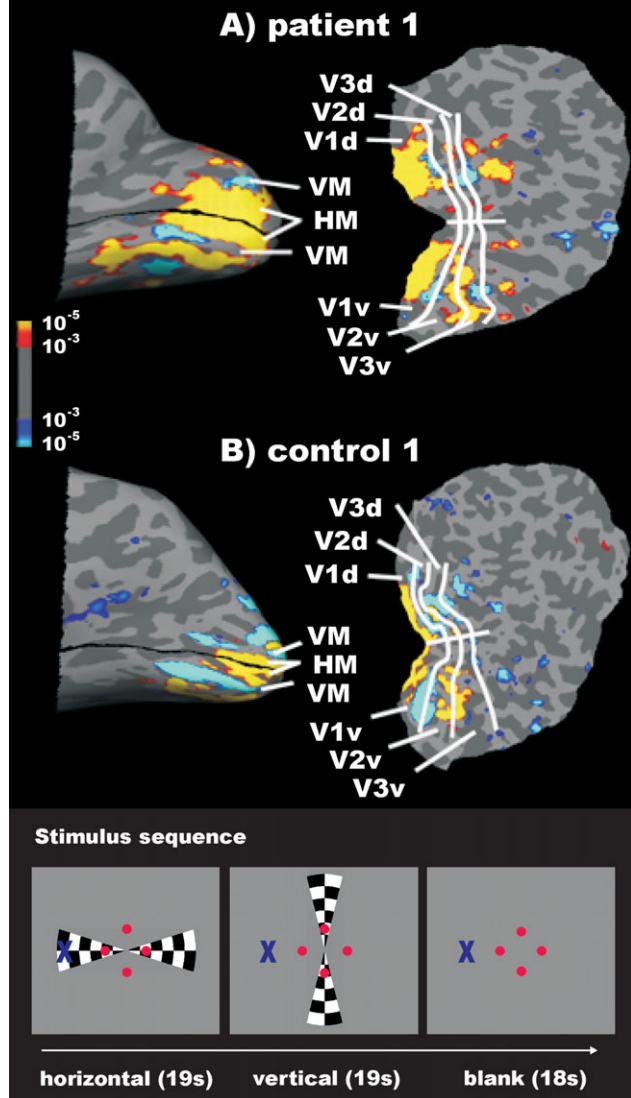 A) patient 1
V3d
V2d
V1d
VM
HM
VM
V1v
V2v
V3v
10-5
10-3
10-3
10-5
B) control 1
V3d
V2d
V1d
VM
HM
VM
V1v
V2v
V3v
Stimulus sequence
X
X
X
horizontal (19s)
vertical (19s)
blank (18s)